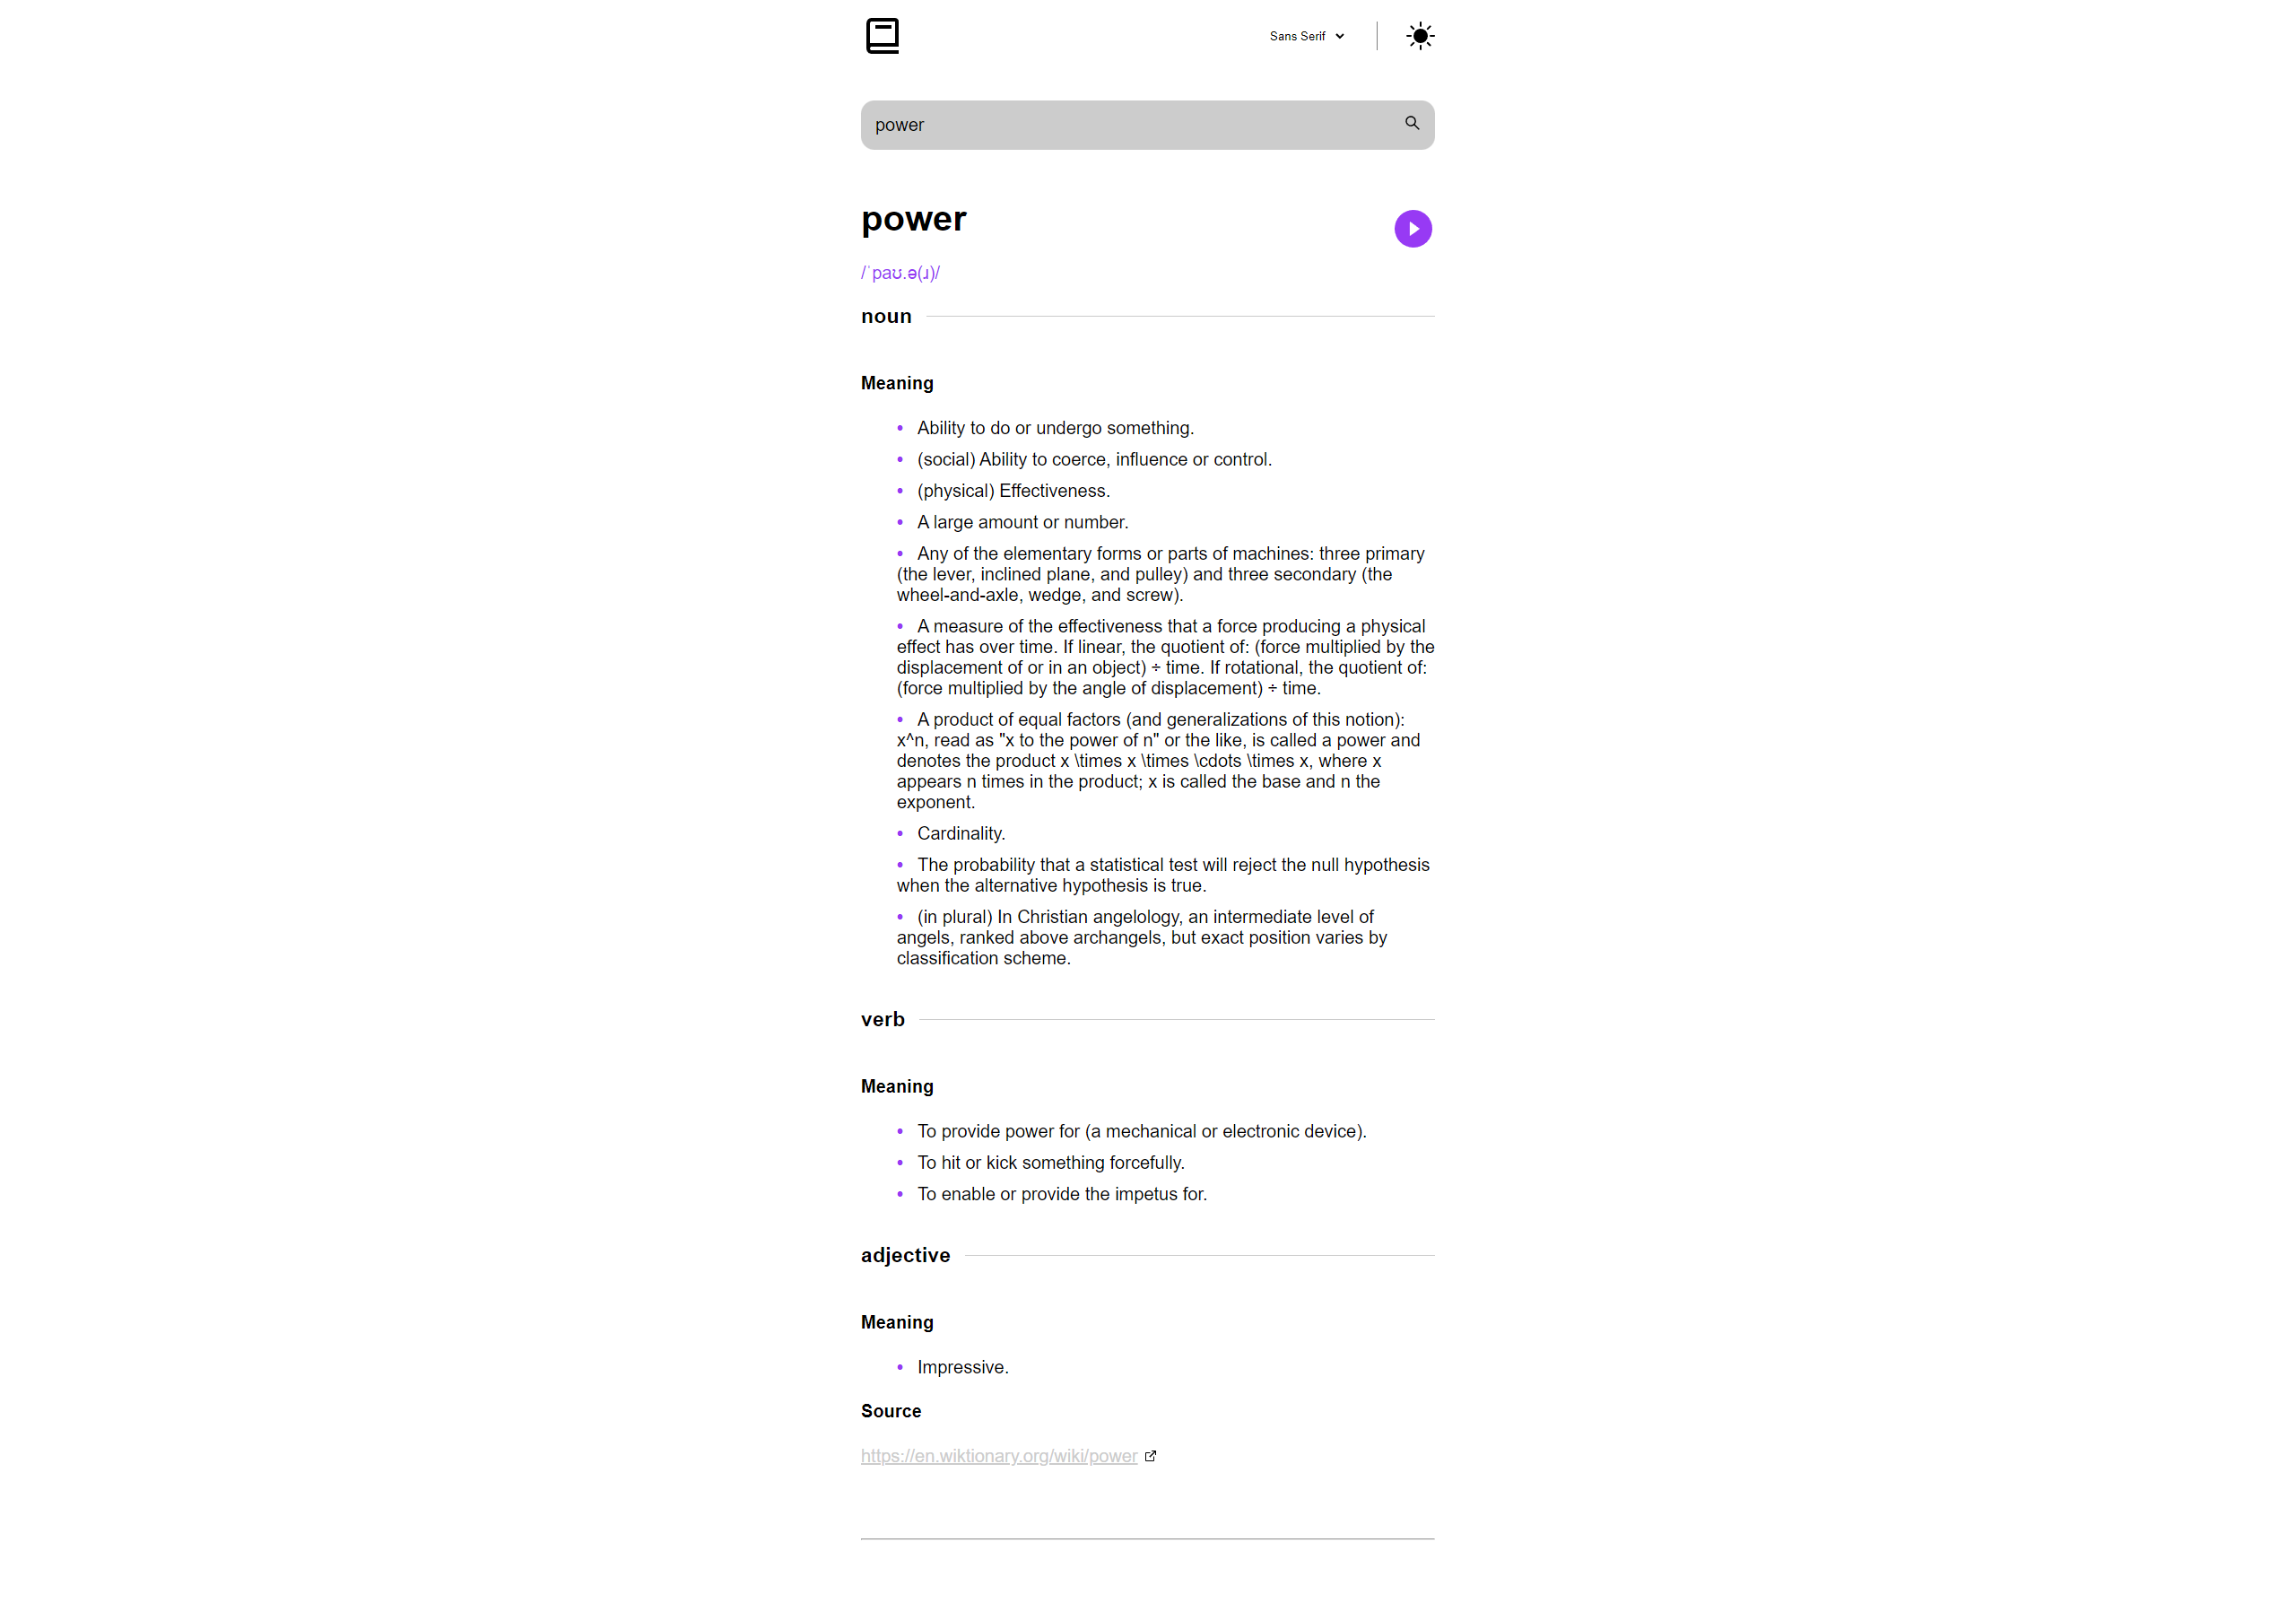 Sans Serif
power
power
/ˈpaʊ.ə(ɹ)/
noun
Meaning
• Ability to do or undergo something.
• (social) Ability to coerce, influence or control.
• (physical) Effectiveness.
• A large amount or number.
• Any of the elementary forms or parts of machines: three primary
(the lever, inclined plane, and pulley) and three secondary (the
wheel-and-axle, wedge, and screw).
• A measure of the effectiveness that a force producing a physical
effect has over time. If linear, the quotient of: (force multiplied by the
displacement of or in an object) ÷ time. If rotational, the quotient of:
(force multiplied by the angle of displacement) ÷ time.
• A product of equal factors (and generalizations of this notion):
x^n, read as "x to the power of n" or the like, is called a power and
denotes the product x \times x \times \cdots \times x, where x
appears n times in the product; x is called the base and n the
exponent.
• Cardinality.
• The probability that a statistical test will reject the null hypothesis
when the alternative hypothesis is true.
• (in plural) In Christian angelology, an intermediate level of
angels, ranked above archangels, but exact position varies by
classification scheme.
verb
Meaning
• To provide power for (a mechanical or electronic device).
• To hit or kick something forcefully.
• To enable or provide the impetus for.
adjective
Meaning
• Impressive.
Source
https://en.wiktionary.org/wiki/power